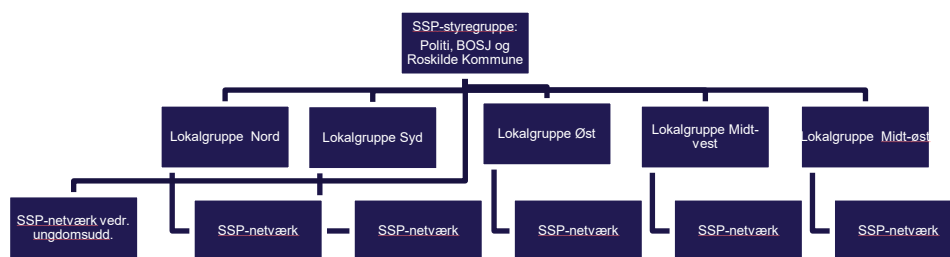 SSP-styregruppe:
Politi, BOSJ og
Roskilde Kommune
Lokalgruppe Nord
Lokalgruppe Syd
Lokalgruppe Øst
Lokalgruppe Midt-
vest
Lokalgruppe Midt-øst
SSP-netværk vedr.
ungdomsudd.
SSP-netværk
SSP-netværk
SSP-netværk
SSP-netværk
SSP-netværk